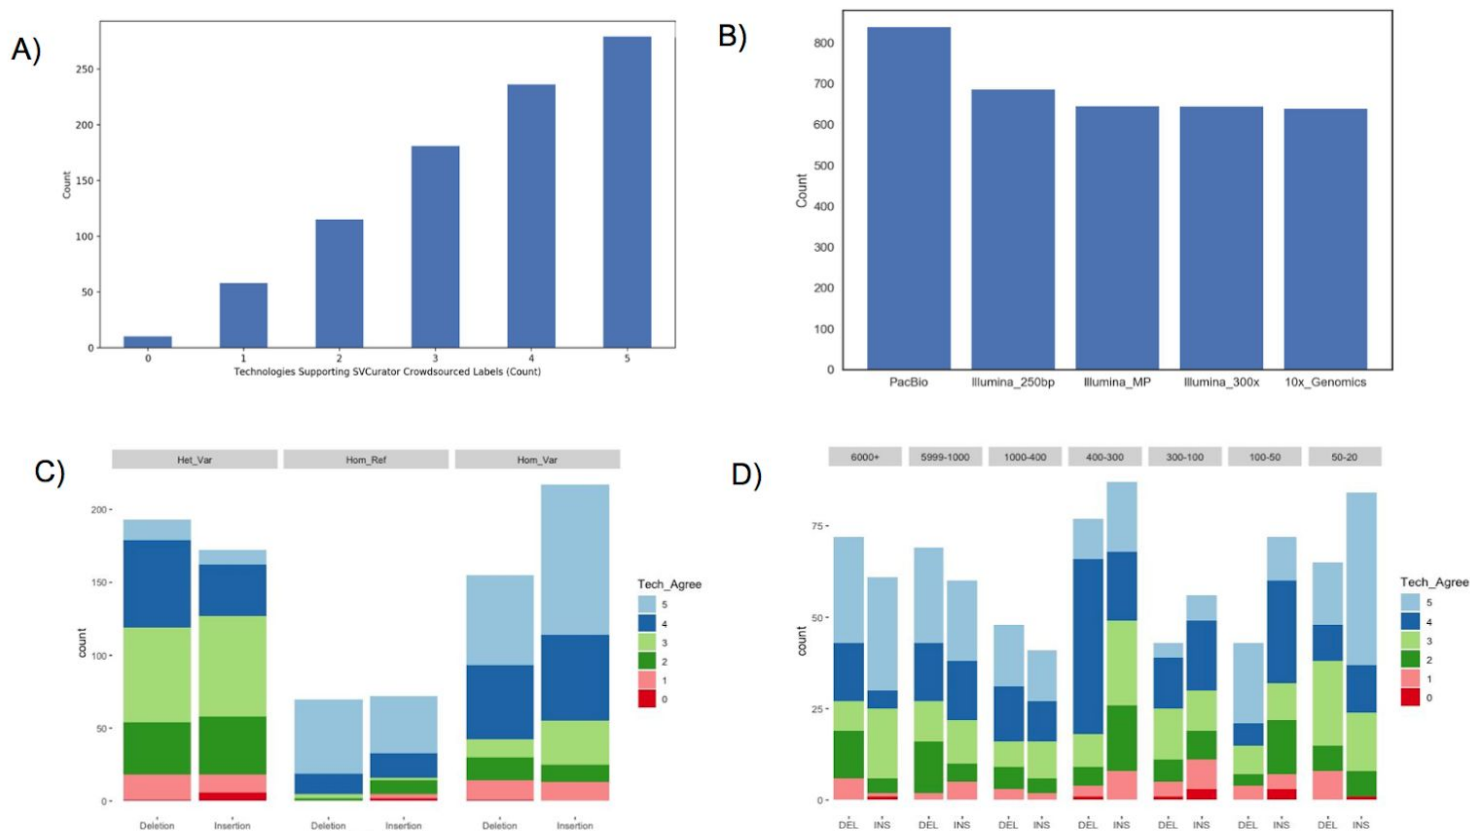 A)
Count
250
200
150
100
50
0
0 1 2 3 4 5
Technologies Supporting SVCurator Crowdsourced Labels (Count)
B)
Count
800
700
600
500
400
300
200
100
0
PacBio Illumina_250bp Illumina_MP Illumina_300x 10x_Genomics
C)
Het_Var Hom_Ref Hom_Var
count
200
150
100
50
0
Deletion Insertion Deletion Insertion Deletion Insertion
Tech_Agree
5
4
3
2
1
0
D)
6000+ 5999-1000 1000-400 400-300 300-100 100-50 50-20
count
75
50
25
0
DEL INS DEL INS DEL INS DEL INS DEL INS DEL INS DEL INS
Tech_Agree
5
4
3
2
1
0